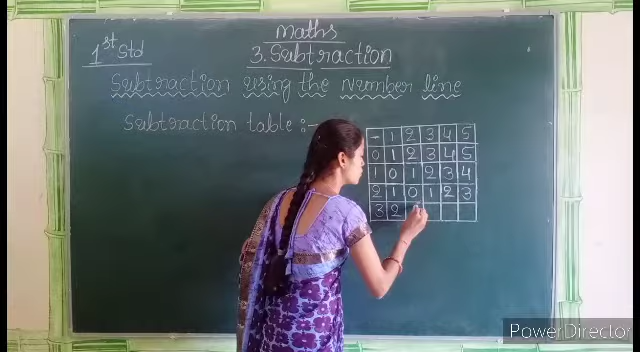 Maths
1st Std
3. Subtraction
Subtraction using the number line
Subtraction table :-
- 1 2 3 4 5
0 1 2 3 4 5
1 0 1 2 3 4
2 1 0 1 2 3
3 2
PowerDirector